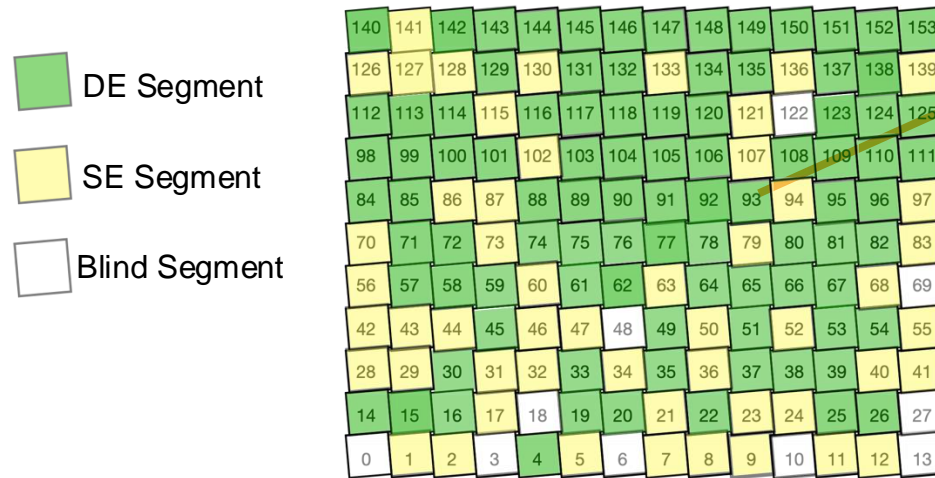 DE Segment
SE Segment
Blind Segment
140 141 142 143 144 145 146 147 148 149 150 151 152 153
126 127 128 129 130 131 132 133 134 135 136 137 138 139
112 113 114 115 116 117 118 119 120 121 122 123 124 125
98 99 100 101 102 103 104 105 106 107 108 109 110 111
84 85 86 87 88 89 90 91 92 93 94 95 96 97
70 71 72 73 74 75 76 77 78 79 80 81 82 83
56 57 58 59 60 61 62 63 64 65 66 67 68 69
42 43 44 45 46 47 48 49 50 51 52 53 54 55
28 29 30 31 32 33 34 35 36 37 38 39 40 41
14 15 16 17 18 19 20 21 22 23 24 25 26 27
0 1 2 3 4 5 6 7 8 9 10 11 12 13